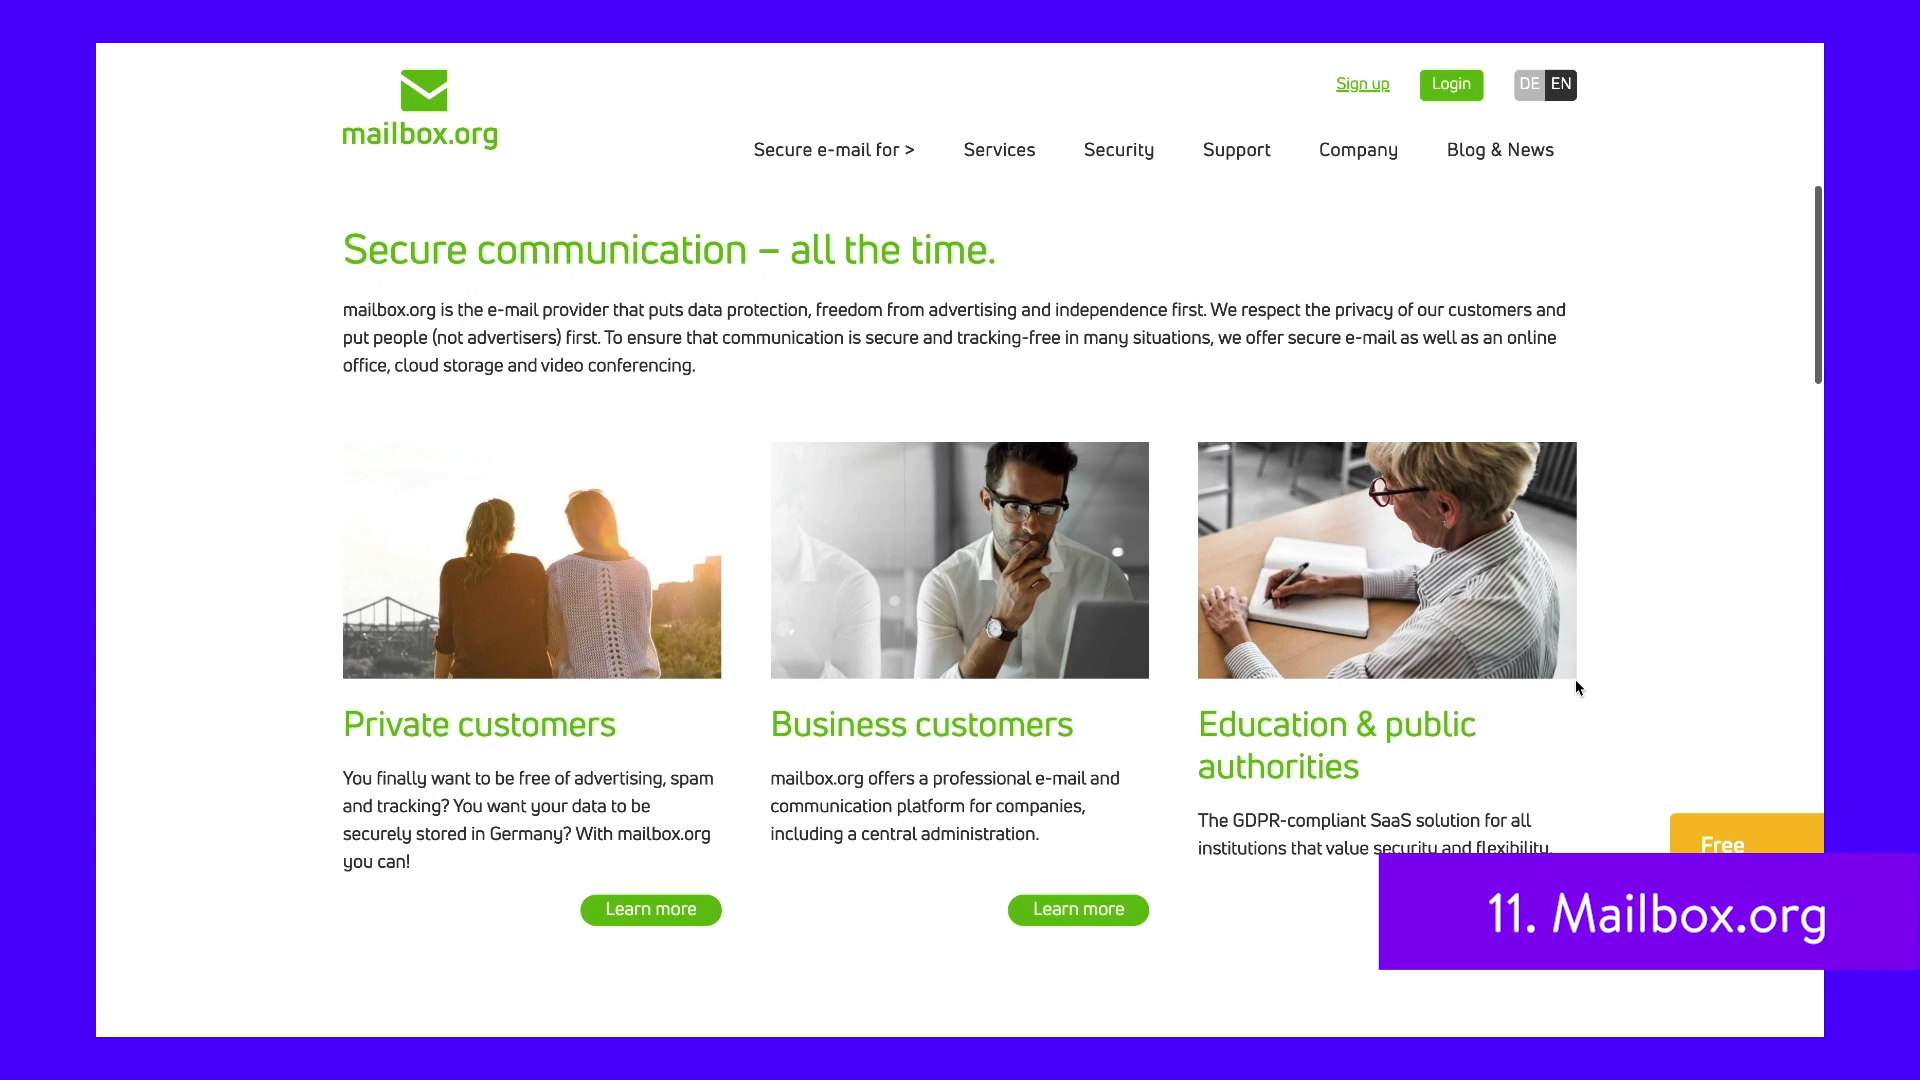 mailbox.org
Sign up
Login
DE EN
Secure e-mail for >
Services
Security
Support
Company
Blog & News
Secure communication – all the time.
mailbox.org is the e-mail provider that puts data protection, freedom from advertising and independence first. We respect the privacy of our customers and
put people (not advertisers) first. To ensure that communication is secure and tracking-free in many situations, we offer secure e-mail as well as an online
office, cloud storage and video conferencing.
Private customers
You finally want to be free of advertising, spam
and tracking? You want your data to be
securely stored in Germany? With mailbox.org
you can!
Learn more
Business customers
mailbox.org offers a professional e-mail and
communication platform for companies,
including a central administration.
Learn more
Education & public
authorities
The GDPR-compliant SaaS solution for all
institutions that value security and flexibility.
Free
11. Mailbox.org